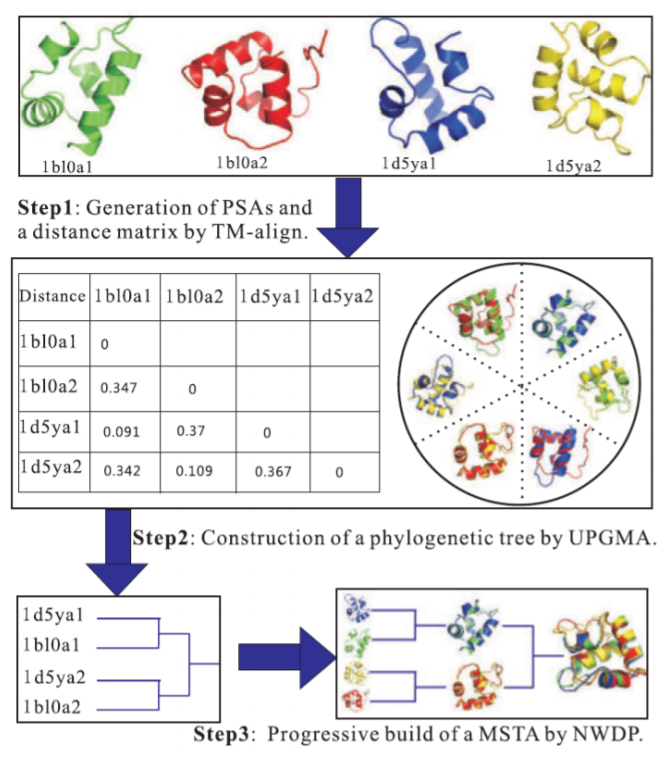 1bl0a1 1bl0a2 1d5ya1 1d5ya2
Step1: Generation of PSAs and
a distance matrix by TM-align.
Distance 1bl0a1 1bl0a2 1d5ya1 1d5ya2
1bl0a1 0
1bl0a2 0.347 0
1d5ya1 0.091 0.37 0
1d5ya2 0.342 0.109 0.367 0
Step2: Construction of a phylogenetic tree by UPGMA.
1d5ya1
1bl0a1
1d5ya2
1bl0a2
Step3: Progressive build of a MSTA by NWDP.